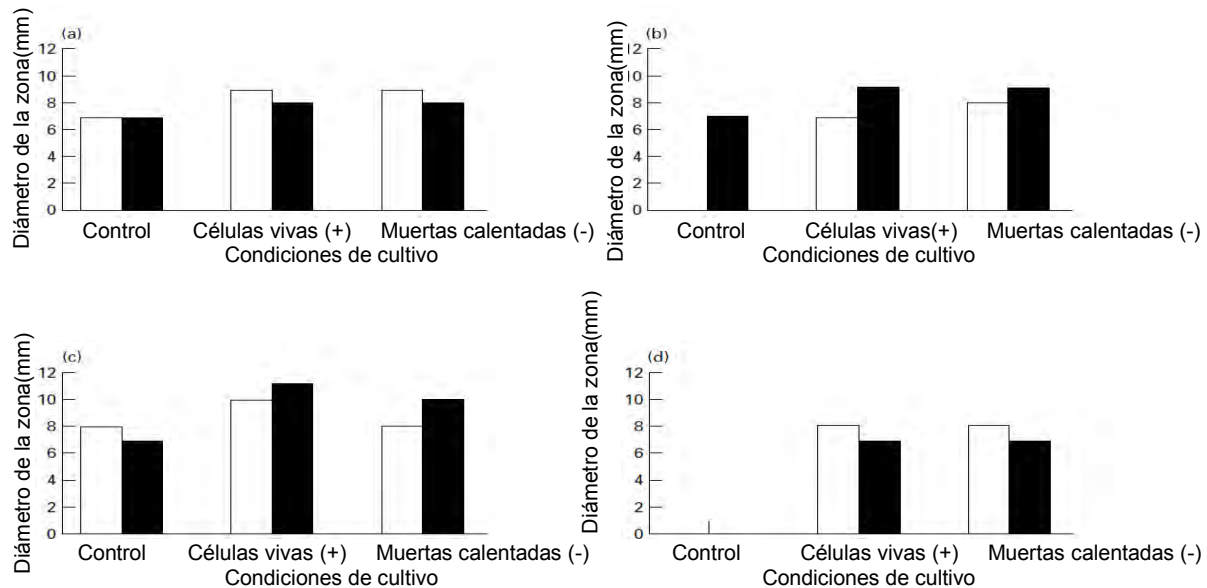 (a)
Diámetro de la zona(mm)
12
10
8
6
4
2
0
Control Células vivas (+) Muertas calentadas (-)
Condiciones de cultivo
(b)
Diámetro de la zona(mm)
12
10
8
6
4
2
0
Control Células vivas(+) Muertas calentadas (-)
Condiciones de cultivo
(c)
Diámetro de la zona(mm)
12
10
8
6
4
2
0
Control Células vivas (+) Muertas calentadas (-)
Condiciones de cultivo
(d)
Diámetro de la zona(mm)
12
10
8
6
4
2
0
Control Células vivas (+) Muertas calentadas (-)
Condiciones de cultivo